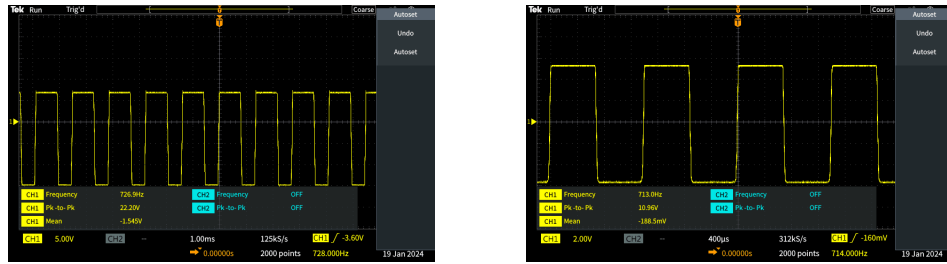 Tek Run Trig'd Coarse
T
Autoset
Undo
Autoset
1
CH1 Frequency 726.9Hz CH2 Frequency OFF
CH1 Pk -to- Pk 22.20V CH2 Pk -to- Pk OFF
CH1 Mean -1.545V
CH1 5.00V CH2 -- 1.00ms 125kS/s CH1 / -3.60V
0.00000s 2000 points 728.000Hz 19 Jan 2024
Tek Run Trig'd Coarse
T
Autoset
Undo
Autoset
1
CH1 Frequency 713.0Hz CH2 Frequency OFF
CH1 Pk -to- Pk 10.96V CH2 Pk -to- Pk OFF
CH1 Mean -188.5mV
CH1 2.00V CH2 -- 400µs 312kS/s CH1 / -160mV
0.00000s 2000 points 714.000Hz 19 Jan 2024